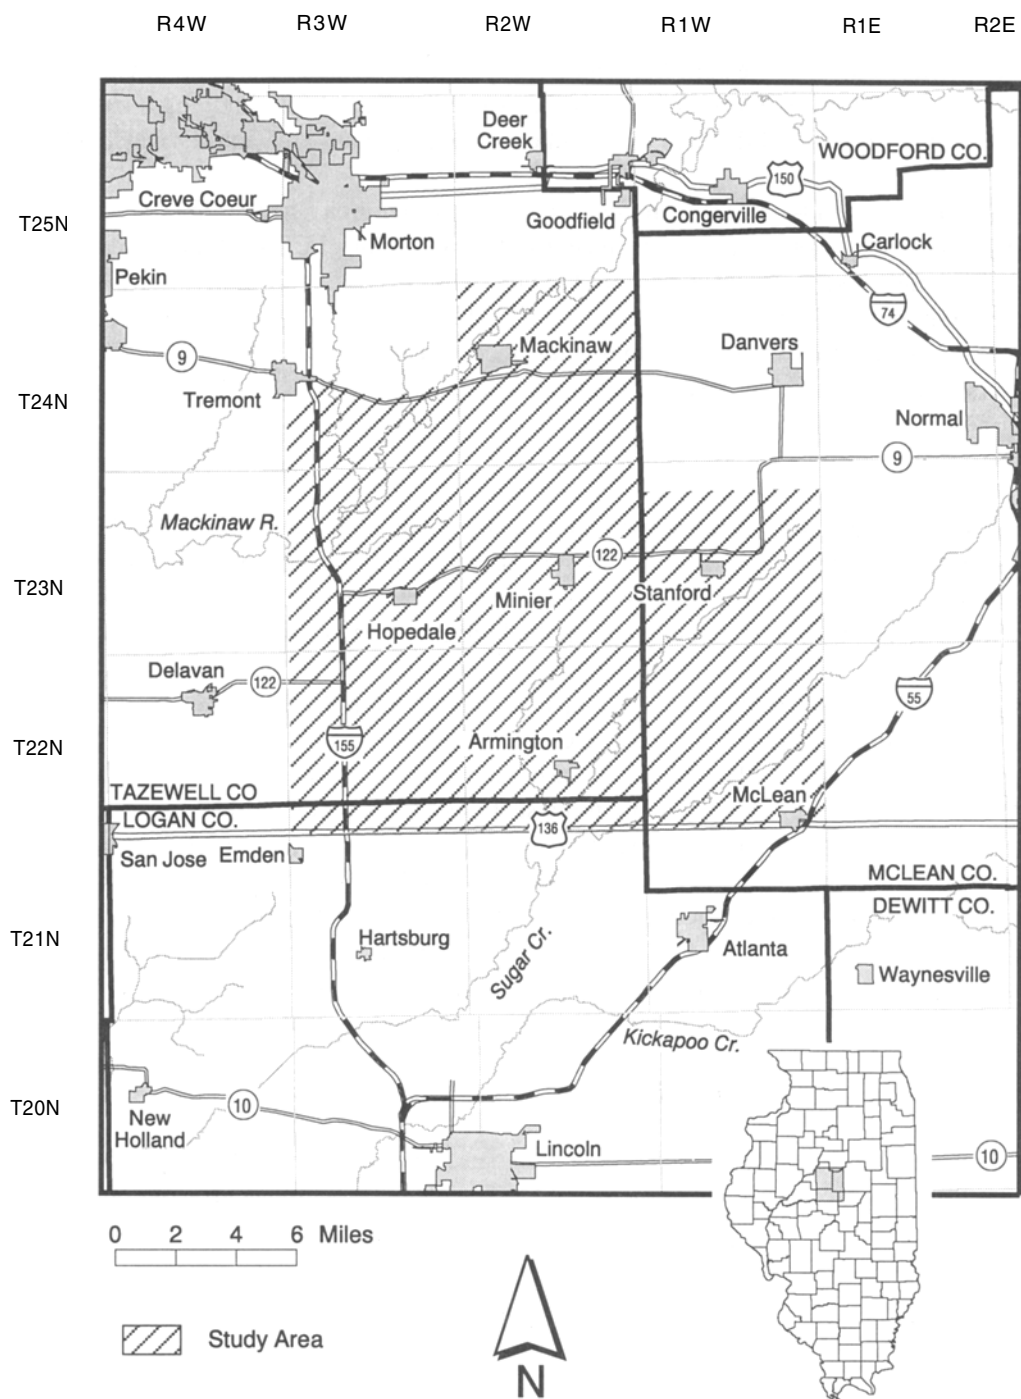 R4W R3W R2W R1W R1E R2E
Deer
Creek
WOODFORD CO.
150
Creve Coeur
Goodfield
Congerville
T25N
Morton
Carlock
Pekin
74
Mackinaw
Danvers
9
Tremont
T24N
Normal
9
Mackinaw R.
122
T23N
Minier
Stanford
Hopedale
Delavan
122
55
T22N
155
Armington
TAZEWELL CO
McLean
LOGAN CO.
136
San Jose
Emden
MCLEAN CO.
DEWITT CO.
T21N
Hartsburg
Sugar Cr.
Atlanta
Waynesville
Kickapoo Cr.
T20N
10
New
Holland
Lincoln
10
0 2 4 6 Miles
Study Area
N